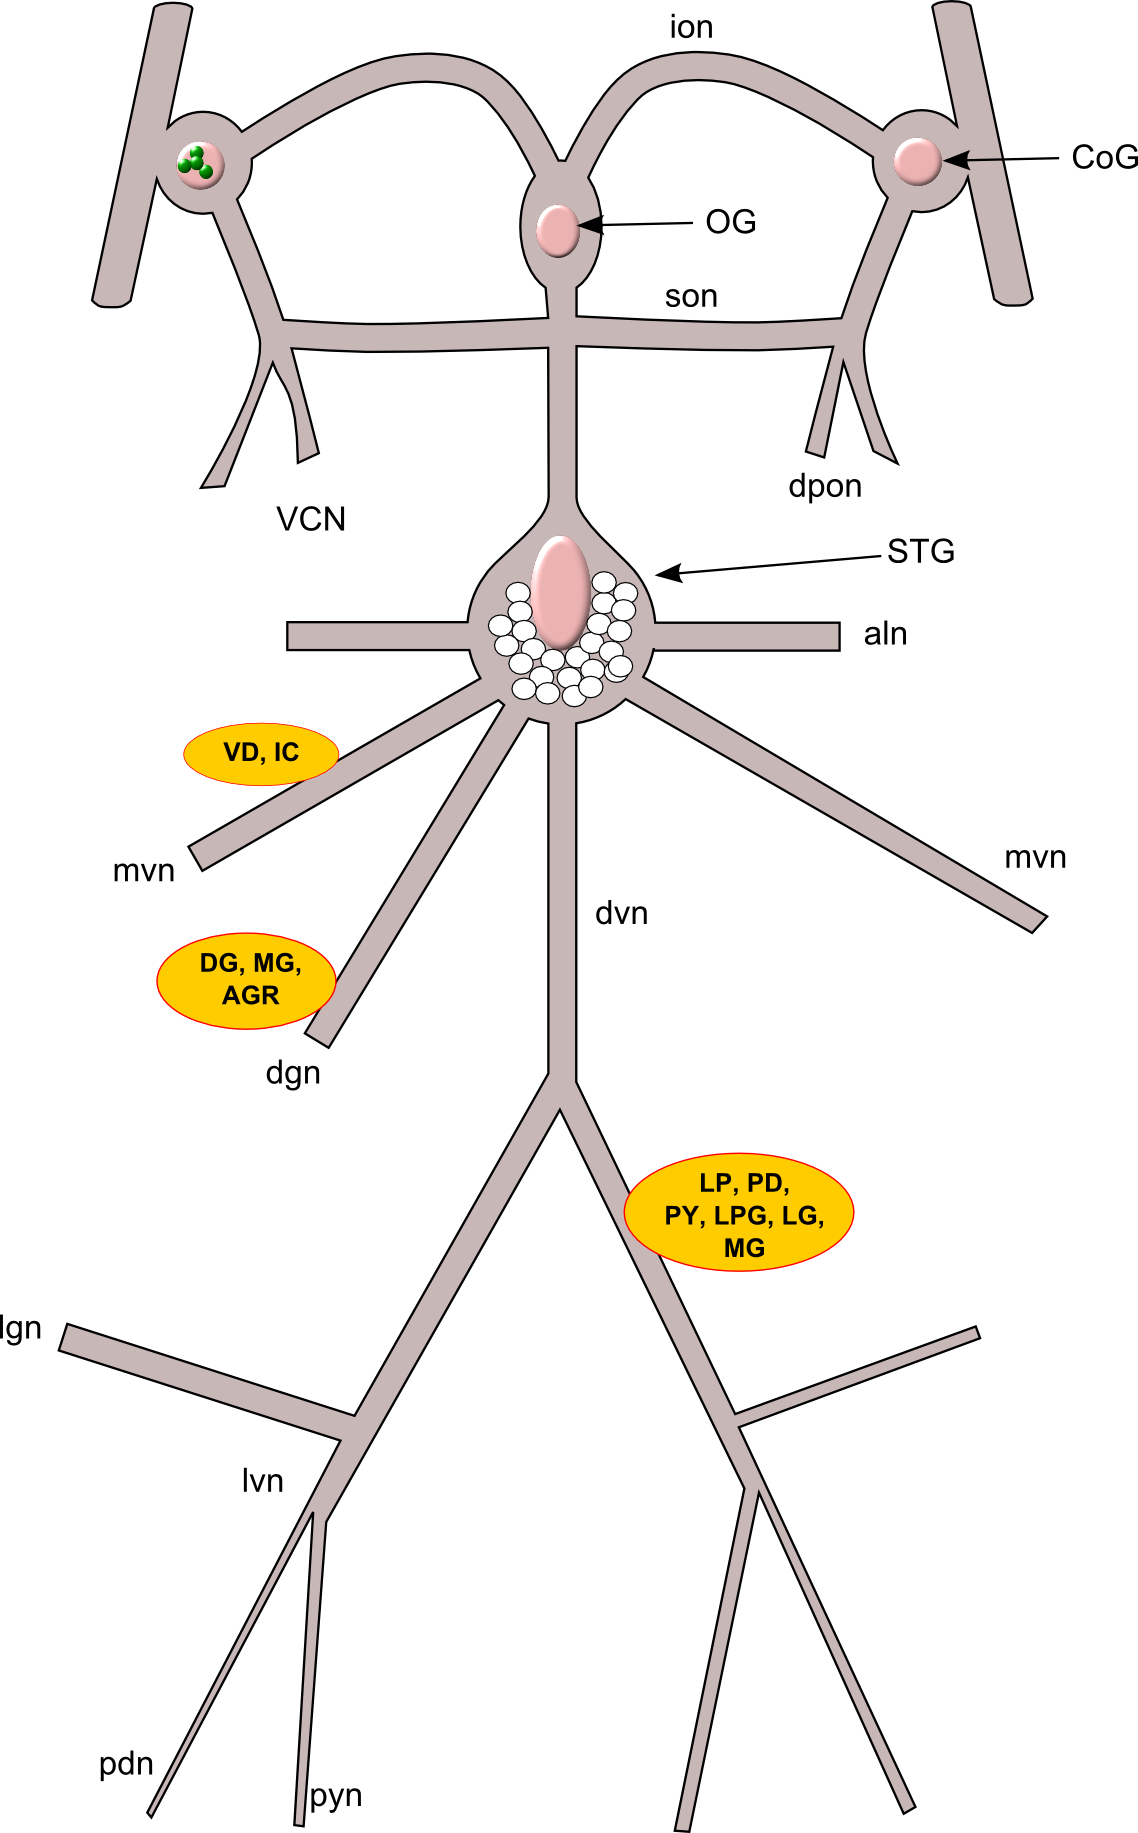 ion
CoG
OG
son
dpon
VCN
STG
aln
VD, IC
mvn
mvn
dvn
DG, MG,
AGR
dgn
LP, PD,
PY, LPG, LG,
MG
lgn
lvn
pdn
pyn